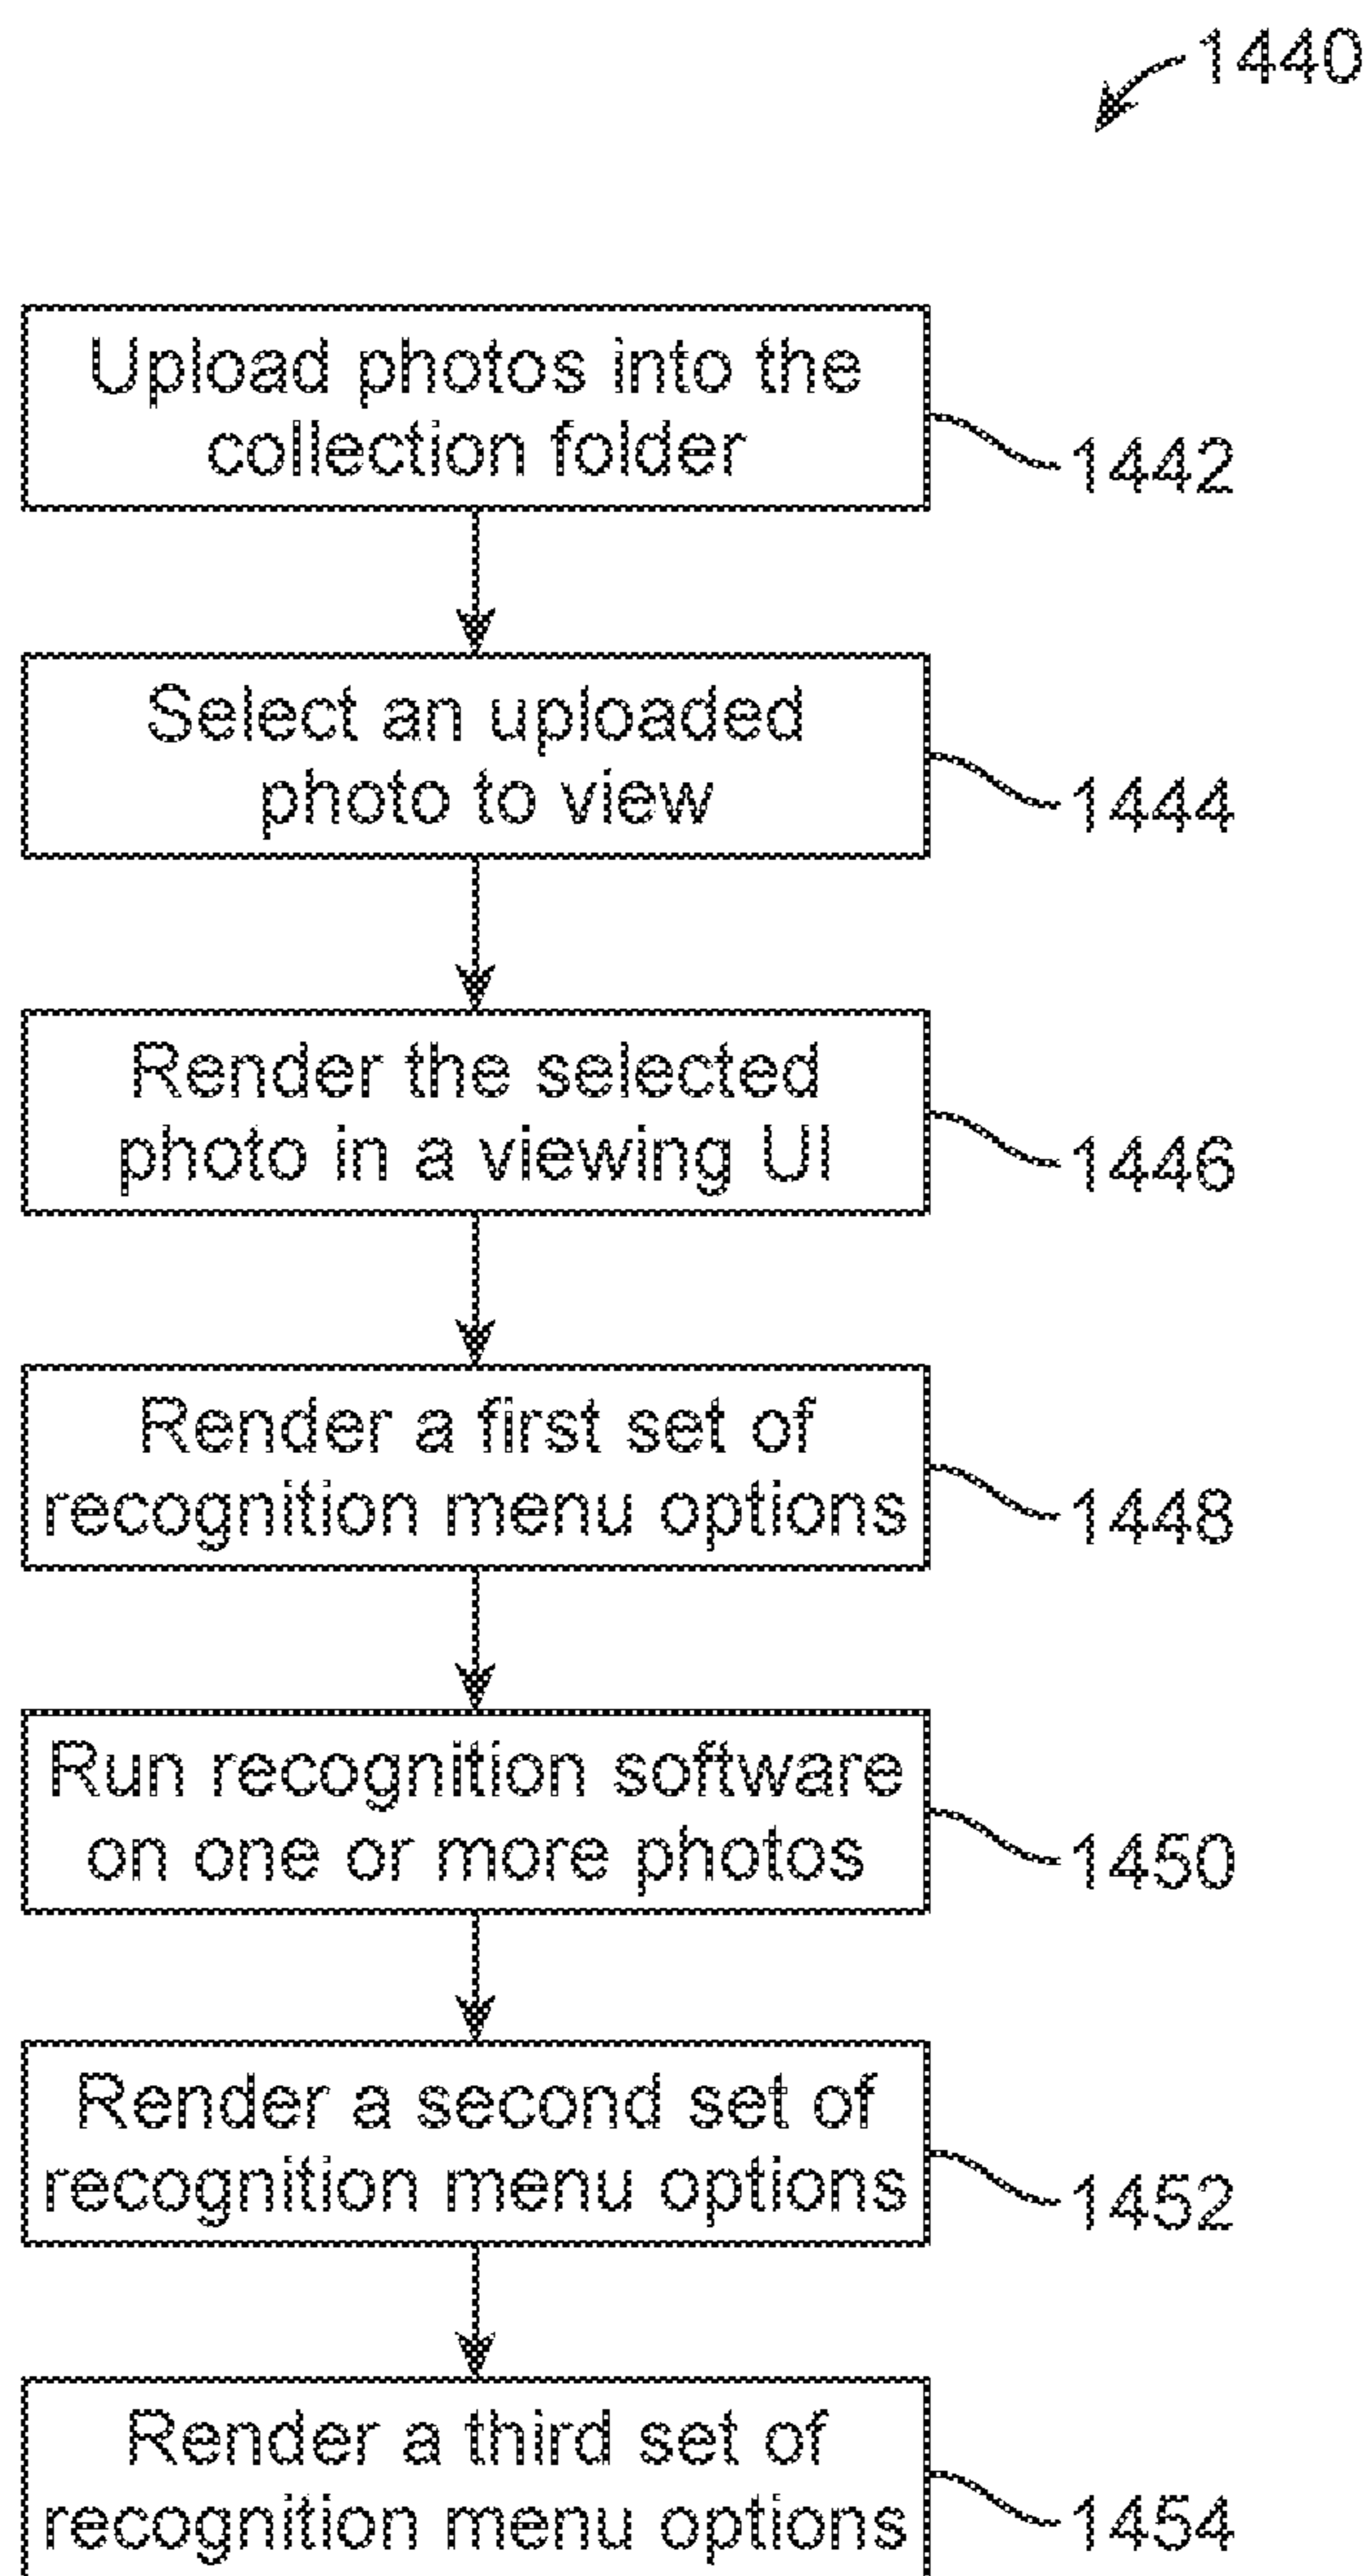 1440
Upload photos into the
collection folder
1442
Select an uploaded
photo to view
1444
Render the selected
photo in a viewing UI
1446
Render a first set of
recognition menu options
1448
Run recognition software
on one or more photos
1450
Render a second set of
recognition menu options
1452
Render a third set of
recognition menu options
1454